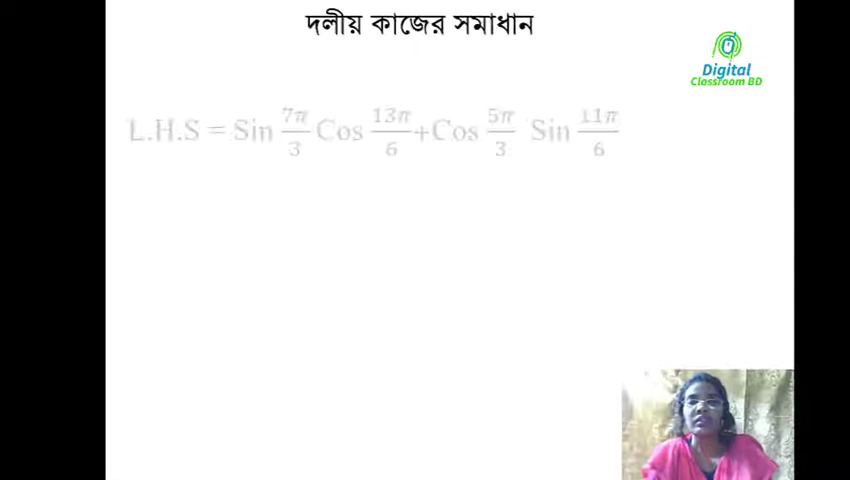 দলীয় কাজের সমাধান
Digital
Classroom BD
L.H.S = Sin 7π/3 Cos 13π/6 +Cos 5π/3 Sin 11π/6